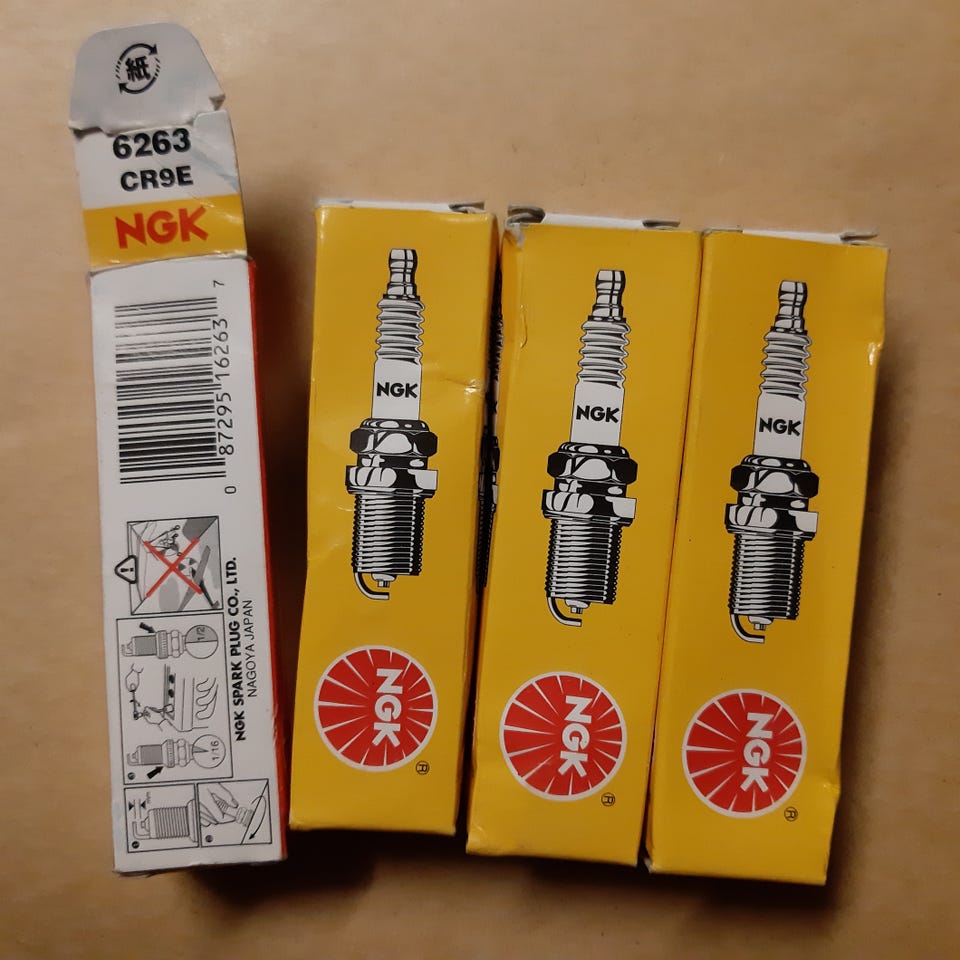 紙
6263
CR9E
NGK
0 87295 16263 7
NGK SPARK PLUG CO., LTD.
NAGOYA JAPAN
1/2
1/16
mm
NGK
NGK
®
NGK
NGK
®
NGK
NGK
®